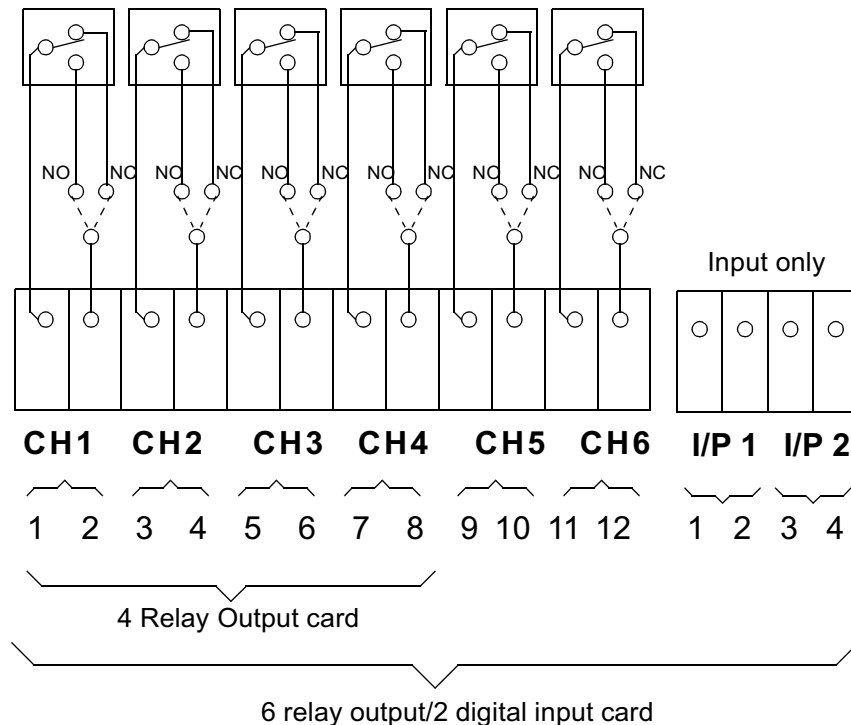 NO NC NO NC NO NC NO NC NO NC NO NC
Input only
CH1 CH2 CH3 CH4 CH5 CH6 I/P 1 I/P 2
1 2 3 4 5 6 7 8 9 10 11 12 1 2 3 4
4 Relay Output card
6 relay output/2 digital input card